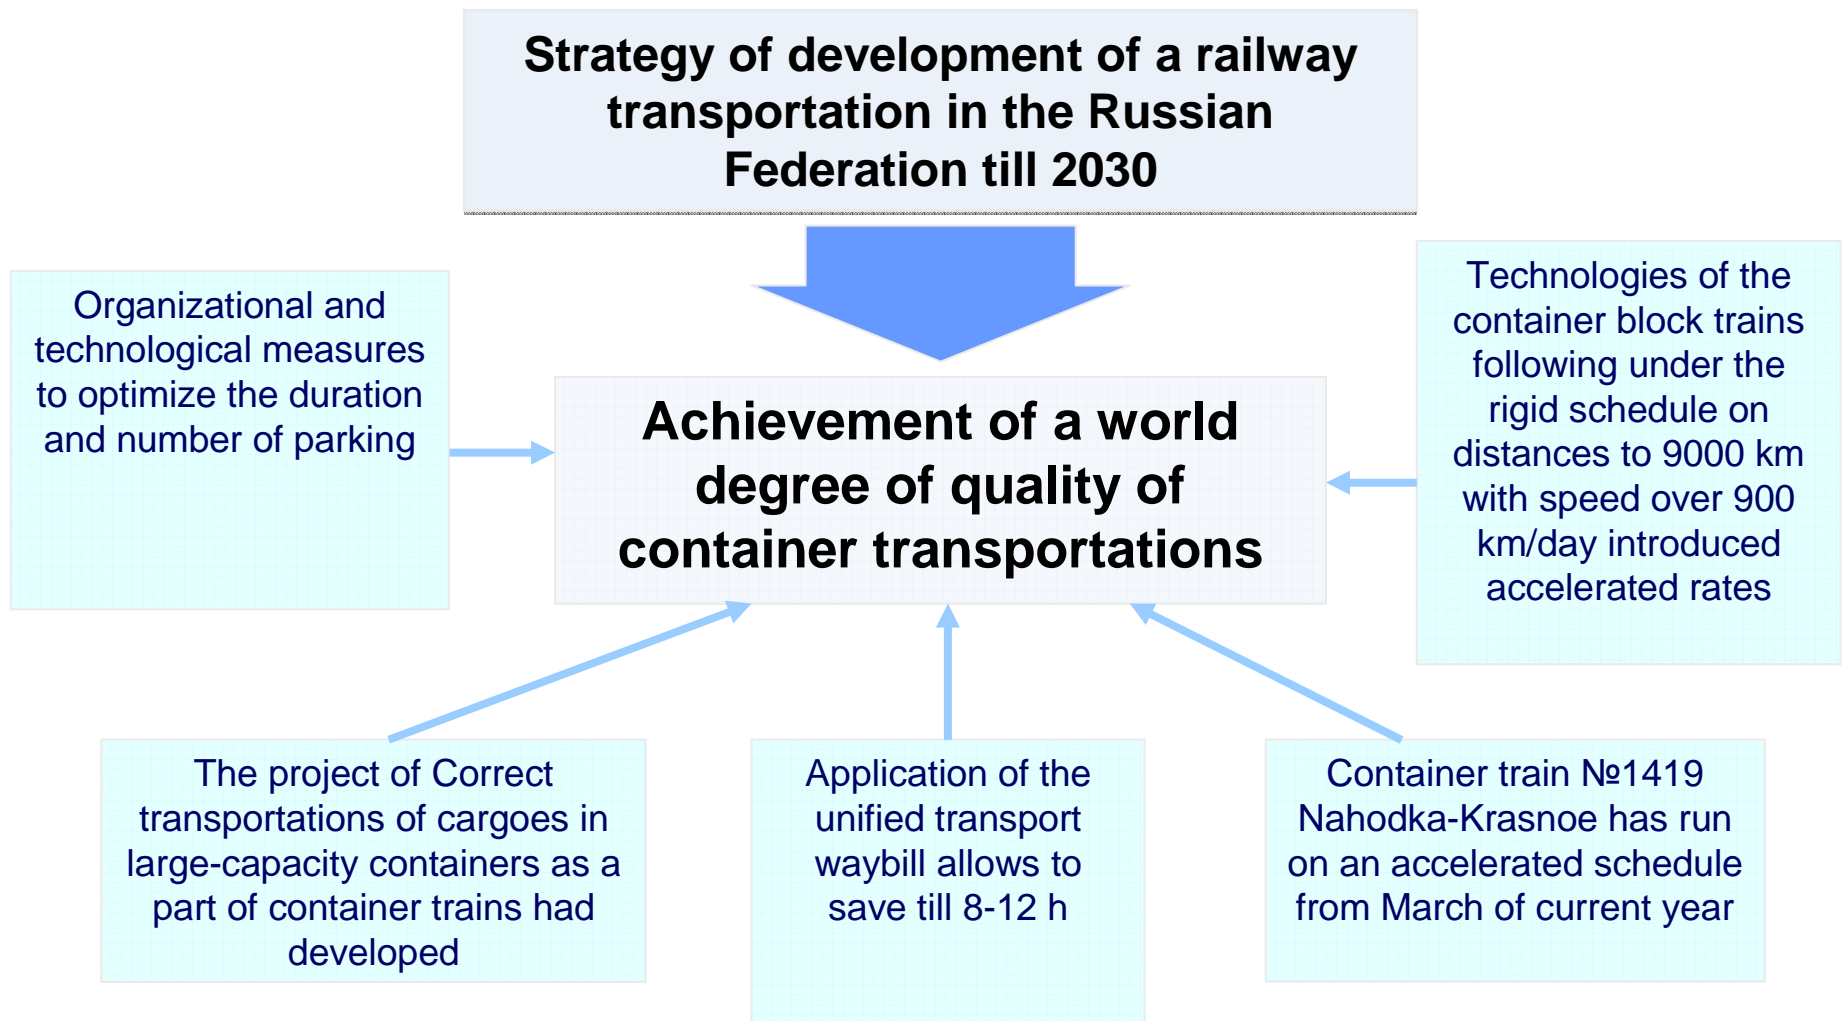 Strategy of development of a railway
transportation in the Russian
Federation till 2030
Organizational and
technological measures
to optimize the duration
and number of parking
Achievement of a world
degree of quality of
container transportations
Technologies of the
container block trains
following under the
rigid schedule on
distances to 9000 km
with speed over 900
km/day introduced
accelerated rates
The project of Correct
transportations of cargoes in
large-capacity containers as a
part of container trains had
developed
Application of the
unified transport
waybill allows to
save till 8-12 h
Container train №1419
Nahodka-Krasnoe has run
on an accelerated schedule
from March of current year